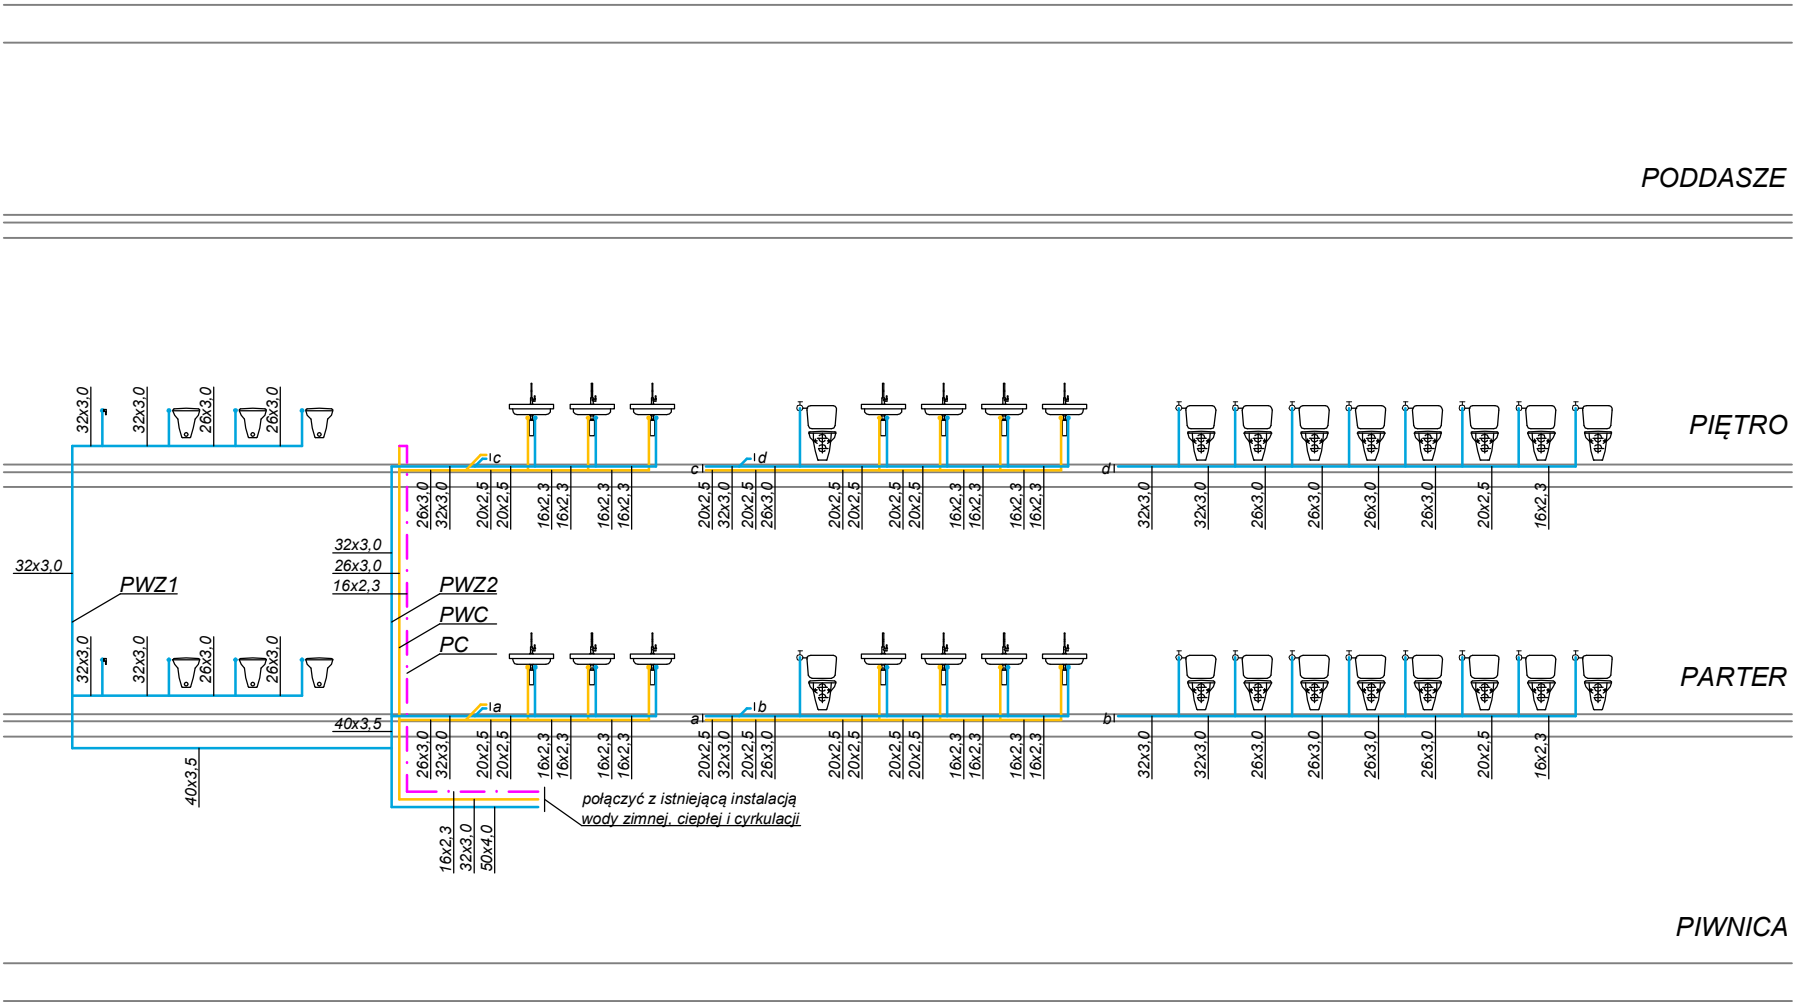 PODDASZE
32x3,0
32x3,0
26x3,0
26x3,0
PIĘTRO
c
d
c
d
26x3,0
32x3,0
20x2,5
20x2,5
16x2,3
16x2,3
16x2,3
16x2,3
20x2,5
32x3,0
20x2,5
26x3,0
20x2,5
20x2,5
20x2,5
20x2,5
16x2,3
16x2,3
16x2,3
16x2,3
32x3,0
32x3,0
26x3,0
26x3,0
26x3,0
26x3,0
20x2,5
16x2,3
32x3,0
32x3,0
26x3,0
16x2,3
PWZ1
PWZ2
PWC
PC
32x3,0
32x3,0
26x3,0
26x3,0
PARTER
a
b
a
b
40x3,5
26x3,0
32x3,0
20x2,5
20x2,5
16x2,3
16x2,3
16x2,3
16x2,3
20x2,5
32x3,0
20x2,5
26x3,0
20x2,5
20x2,5
20x2,5
20x2,5
16x2,3
16x2,3
16x2,3
16x2,3
32x3,0
32x3,0
26x3,0
26x3,0
26x3,0
26x3,0
20x2,5
16x2,3
40x3,5
połączyć z istniejącą instalacją
wody zimnej, ciepłej i cyrkulacji
16x2,3
32x3,0
50x4,0
PIWNICA